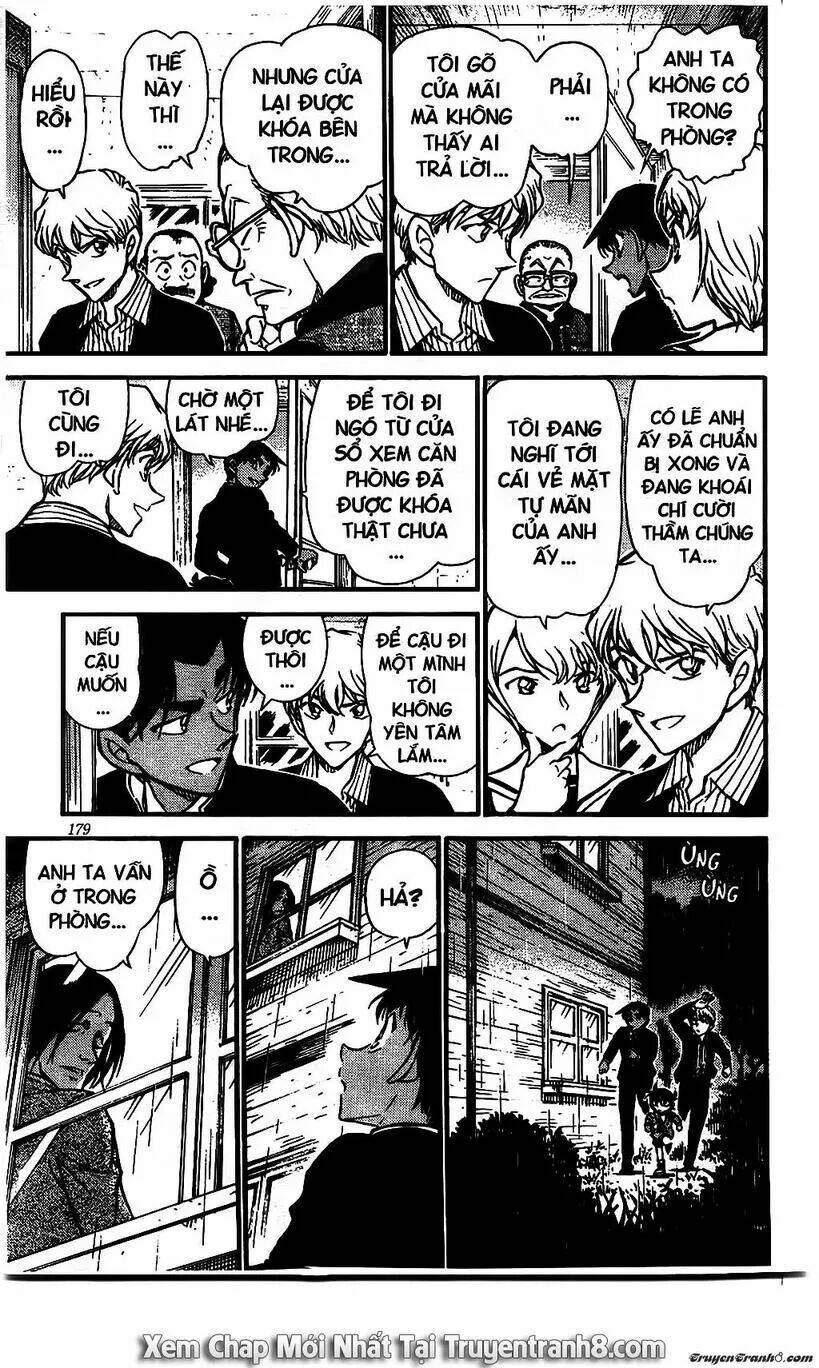 ANH TA
KHÔNG CÓ
TRONG
PHÒNG?
PHẢI
...
TÔI GÕ
CỬA MÃI
MÀ KHÔNG
THẤY AI
TRẢ LỜI...
NHƯNG CỬA
LẠI ĐƯỢC
KHÓA BÊN
TRONG...
THẾ
NÀY
THÌ
...
HIỂU
RỒI
...
CÓ LẼ ANH
ẤY ĐÃ CHUẨN
BỊ XONG VÀ
ĐANG KHOÁI
CHÍ CƯỜI
THẦM CHÚNG
TA...
TÔI ĐANG
NGHĨ TỚI
CÁI VẺ MẶT
TỰ MÃN
CỦA ANH
ẤY...
ĐỂ TÔI ĐI
NGÓ TỪ CỬA
SỔ XEM CĂN
PHÒNG ĐÃ
ĐƯỢC KHÓA
THẬT CHƯA
...
CHỜ MỘT
LÁT NHÉ...
TÔI
CÙNG
ĐI...
ĐỂ CẬU ĐI
MỘT MÌNH
TÔI
KHÔNG
YÊN TÂM
LẮM...
ĐƯỢC
THÔI
...
NẾU
CẬU
MUỐN
...
179
ÙNG
ÙNG
HẢ?
Ồ
...
ANH TA VẪN
Ở TRONG
PHÒNG...
Xem Chap Mới Nhất Tại Truyentranh8.com
TruyenTranh8.com